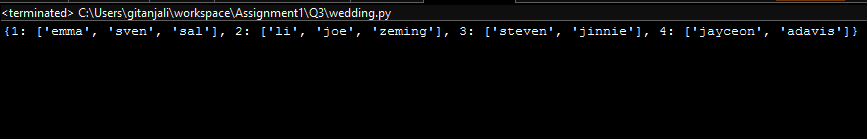 <terminated> C:\Users\gitanjali\workspace\Assignment1\Q3\wedding.py
{1: ['emma', 'sven', 'sal'], 2: ['li', 'joe', 'zeming'], 3: ['steven', 'jinnie'], 4: ['jayceon', 'adavis']}